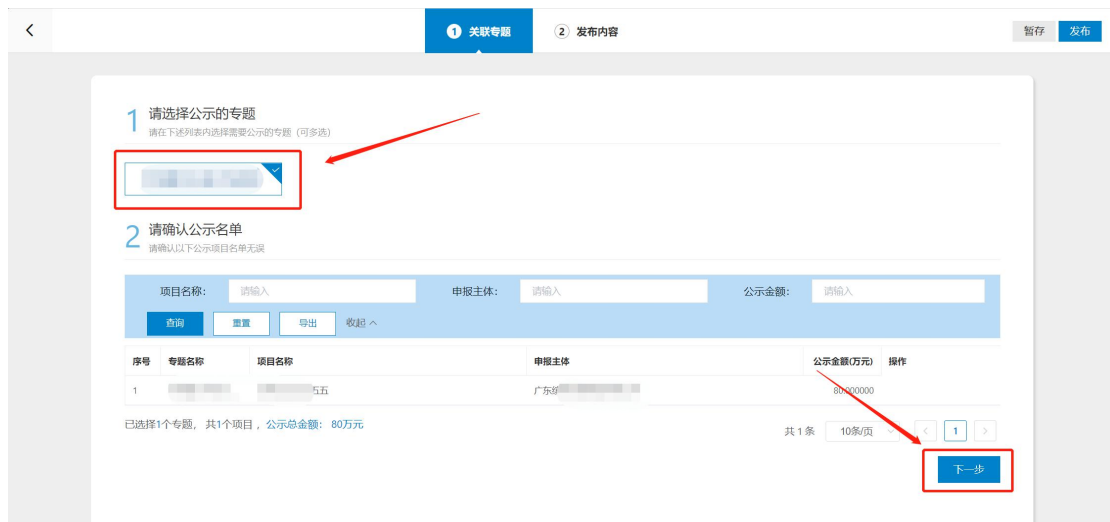 1 关联专题 2 发布内容 暂存 发布
1 请选择公示的专题
请在下述列表内选择需要公示的专题 (可多选)
2 请确认公示名单
请确认以下公示项目名单无误
项目名称: 请输入 申报主体: 请输入 公示金额: 请输入
查询 重置 导出 收起
序号 专题名称 项目名称 申报主体 公示金额(万元) 操作
1 五五 广东 80.000000
已选择1个专题, 共1个项目, 公示总金额: 80万元
共 1 条 10条/页 < 1 >
下一步